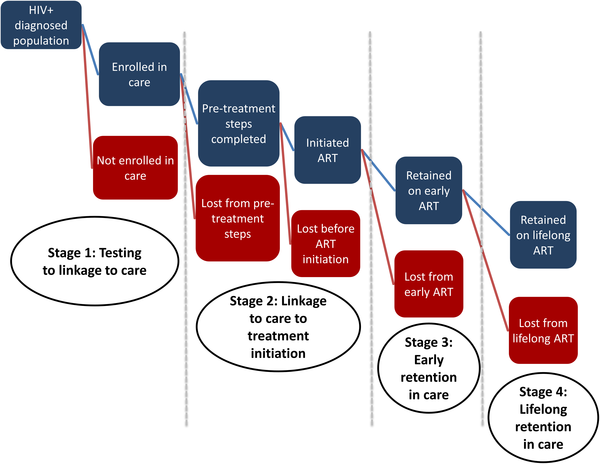 HIV+
diagnosed
population
Enrolled in
care
Not enrolled in
care
Stage 1: Testing
to linkage to care
Pre-treatment
steps
completed
Lost from pre-
treatment
steps
Initiated
ART
Lost before
ART
initiation
Stage 2: Linkage
to care to
treatment
initiation
Retained
on early
ART
Lost from
early ART
Stage 3:
Early
retention
in care
Retained
on lifelong
ART
Lost from
lifelong ART
Stage 4:
Lifelong
retention
in care